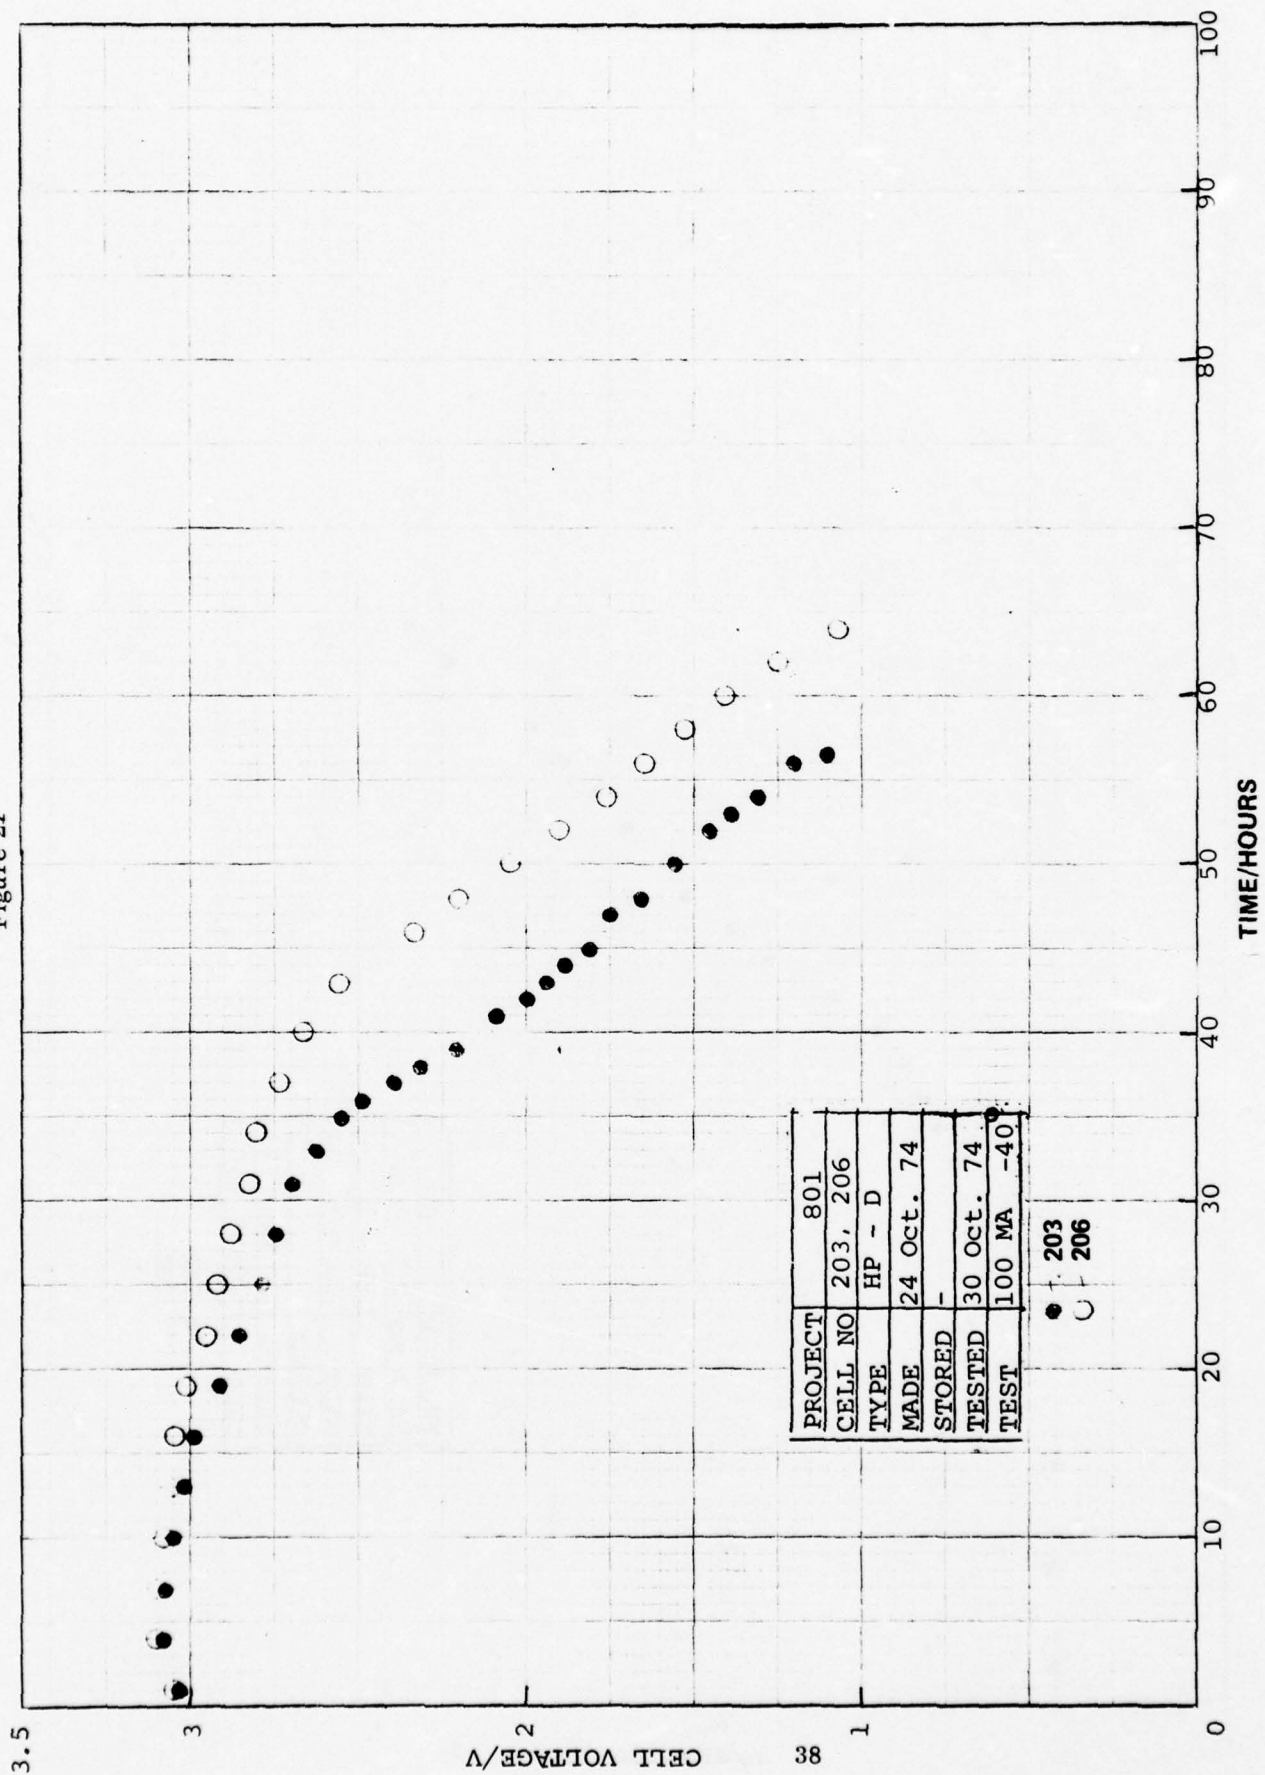 Figure 21
3.5
3
2
1
0
CELL VOLTAGE/V
10 20 30 40 50 60 70 80 90 100
TIME/HOURS
PROJECT 801
CELL NO 203, 206
TYPE HP - D
MADE 24 Oct. 74
STORED -
TESTED 30 Oct. 74
TEST 100 MA -40
203
206
38